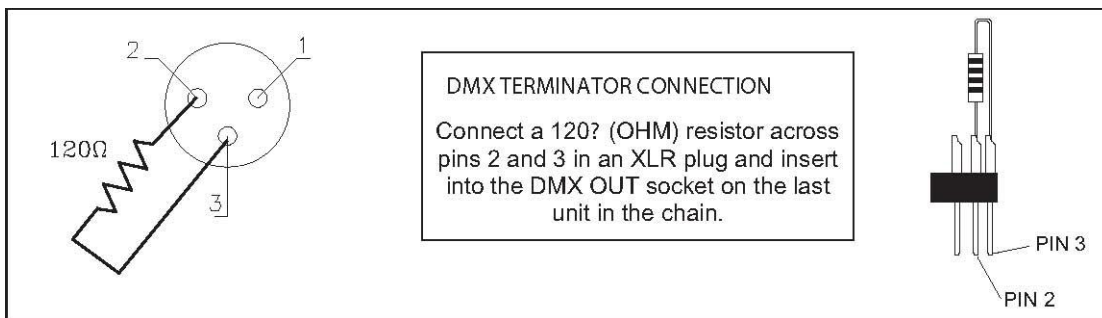 2
1
120Ω
3
DMX TERMINATOR CONNECTION
Connect a 120? (OHM) resistor across
pins 2 and 3 in an XLR plug and insert
into the DMX OUT socket on the last
unit in the chain.
PIN 3
PIN 2